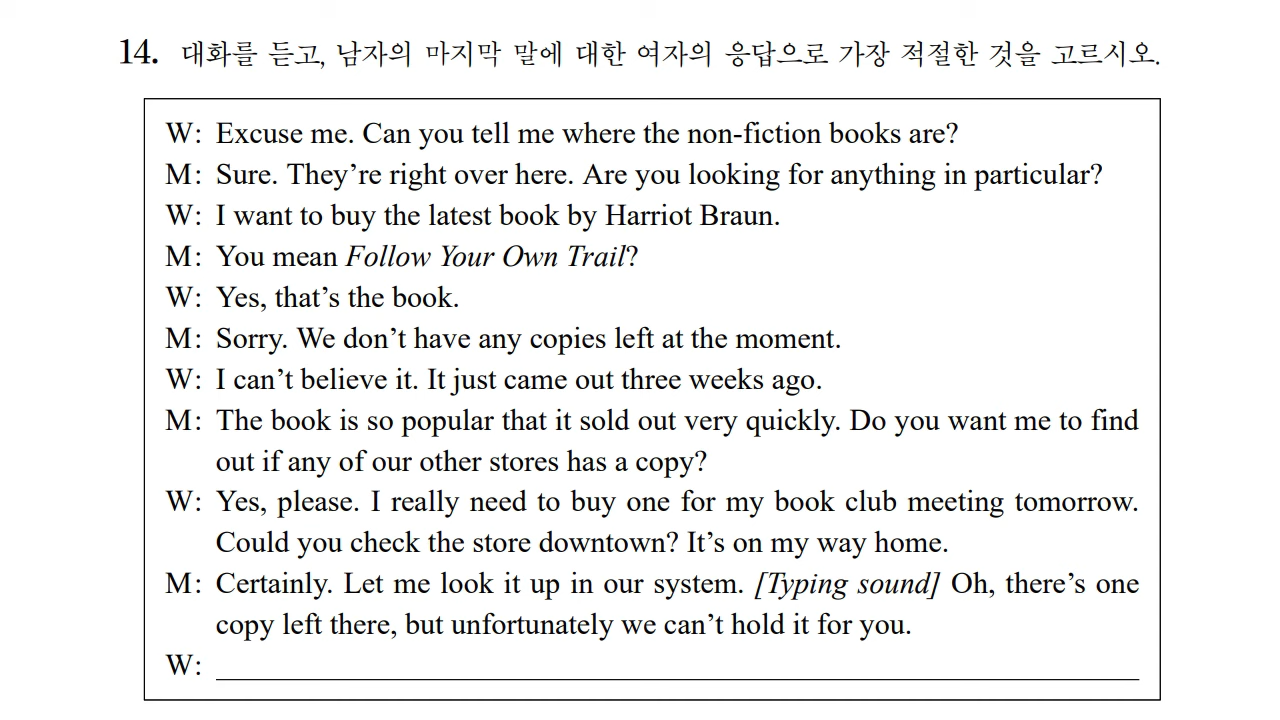 14. 대화를 듣고, 남자의 마지막 말에 대한 여자의 응답으로 가장 적절한 것을 고르시오.
W: Excuse me. Can you tell me where the non-fiction books are?
M: Sure. They’re right over here. Are you looking for anything in particular?
W: I want to buy the latest book by Harriot Braun.
M: You mean Follow Your Own Trail?
W: Yes, that’s the book.
M: Sorry. We don’t have any copies left at the moment.
W: I can’t believe it. It just came out three weeks ago.
M: The book is so popular that it sold out very quickly. Do you want me to find
out if any of our other stores has a copy?
W: Yes, please. I really need to buy one for my book club meeting tomorrow.
Could you check the store downtown? It’s on my way home.
M: Certainly. Let me look it up in our system. [Typing sound] Oh, there’s one
copy left there, but unfortunately we can’t hold it for you.
W: